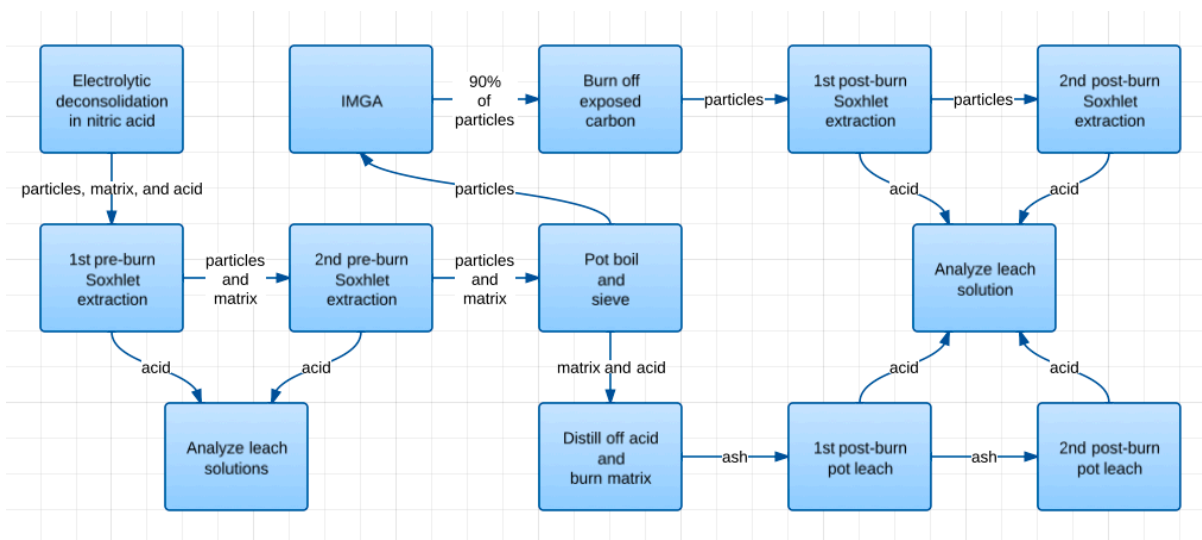 Electrolytic
deconsolidation
in nitric acid
IMGA
90%
of
particles
Burn off
exposed
carbon
particles
1st post-burn
Soxhlet
extraction
particles
2nd post-burn
Soxhlet
extraction
particles, matrix, and acid
particles
acid
acid
1st pre-burn
Soxhlet
extraction
particles
and
matrix
2nd pre-burn
Soxhlet
extraction
particles
and
matrix
Pot boil
and
sieve
Analyze leach
solution
acid
acid
matrix and acid
acid
acid
Analyze leach
solutions
Distill off acid
and
burn matrix
ash
1st post-burn
pot leach
ash
2nd post-burn
pot leach